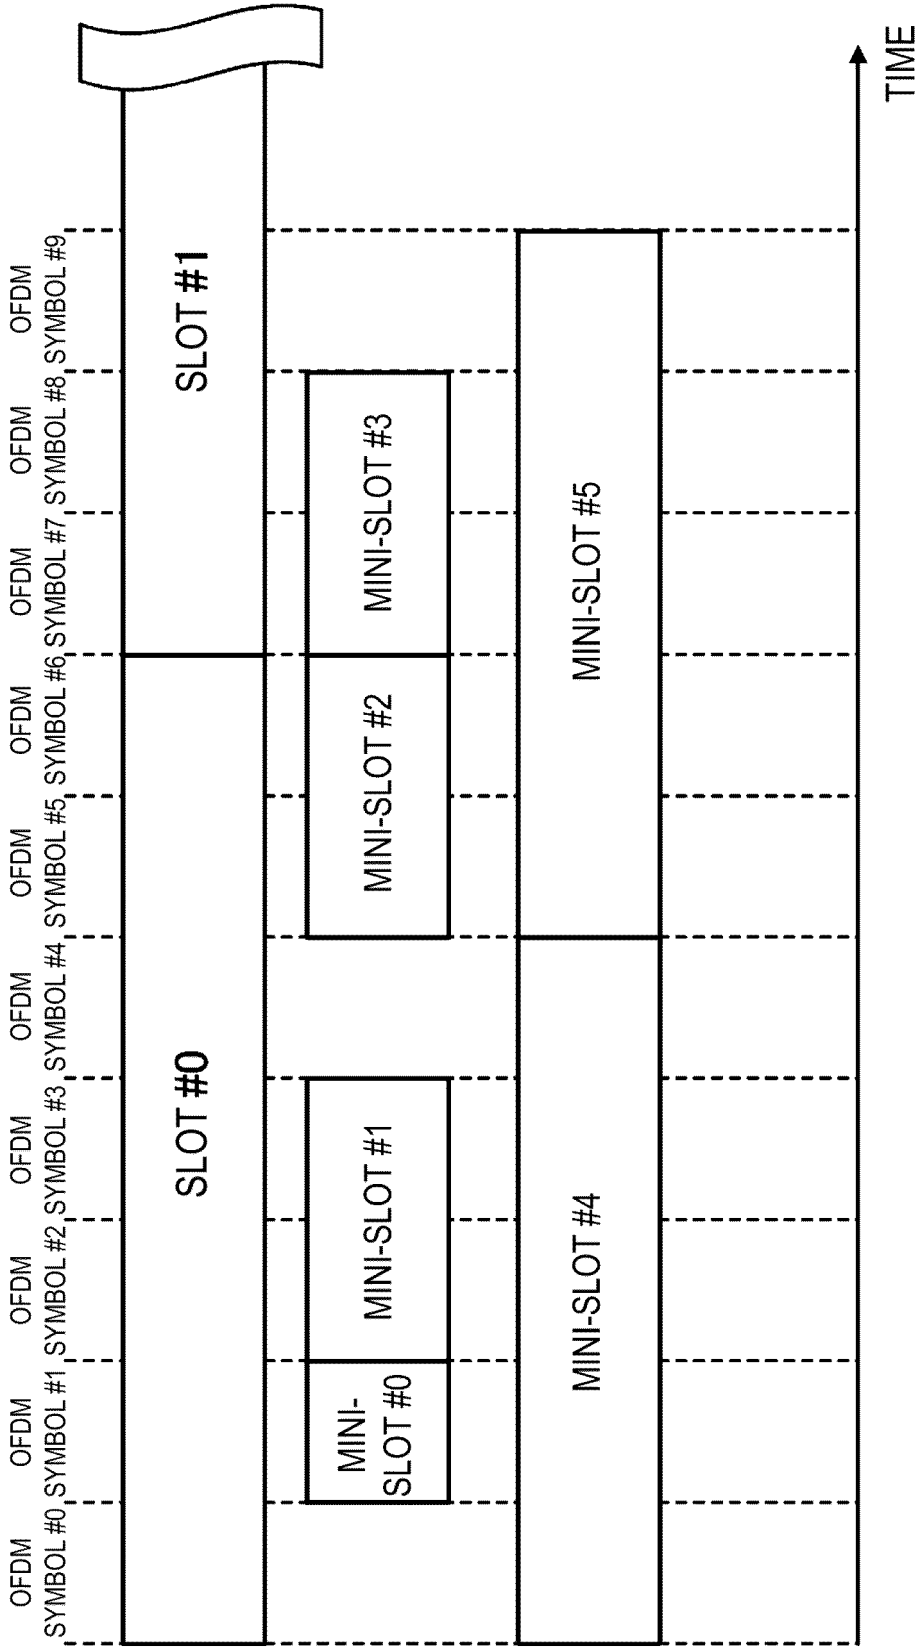 OFDM
SYMBOL #0
OFDM
SYMBOL #1
OFDM
SYMBOL #2
OFDM
SYMBOL #3
OFDM
SYMBOL #4
OFDM
SYMBOL #5
OFDM
SYMBOL #6
OFDM
SYMBOL #7
OFDM
SYMBOL #8
OFDM
SYMBOL #9
SLOT #0
SLOT #1
MINI-
SLOT #0
MINI-SLOT #1
MINI-SLOT #2
MINI-SLOT #3
MINI-SLOT #4
MINI-SLOT #5
TIME